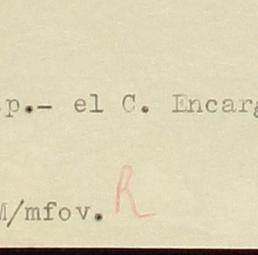 p.- el C. Encarg
M/mfov. R